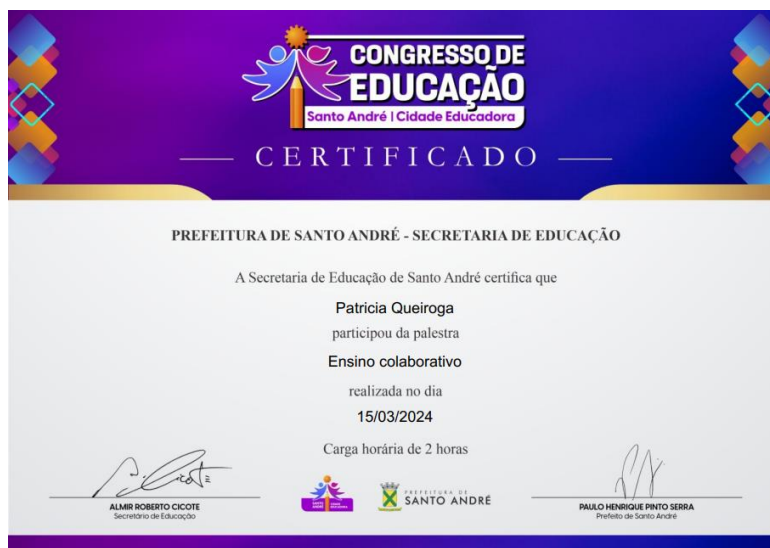 CONGRESSO DE
EDUCAÇÃO
Santo André | Cidade Educadora
CERTIFICADO
PREFEITURA DE SANTO ANDRÉ - SECRETARIA DE EDUCAÇÃO
A Secretaria de Educação de Santo André certifica que
Patricia Queiroga
participou da palestra
Ensino colaborativo
realizada no dia
15/03/2024
Carga horária de 2 horas
ALMIR ROBERTO CICOTE
Secretário de Educação
PREFEITURA DE
SANTO ANDRÉ
PAULO HENRIQUE PINTO SERRA
Prefeito de Santo André